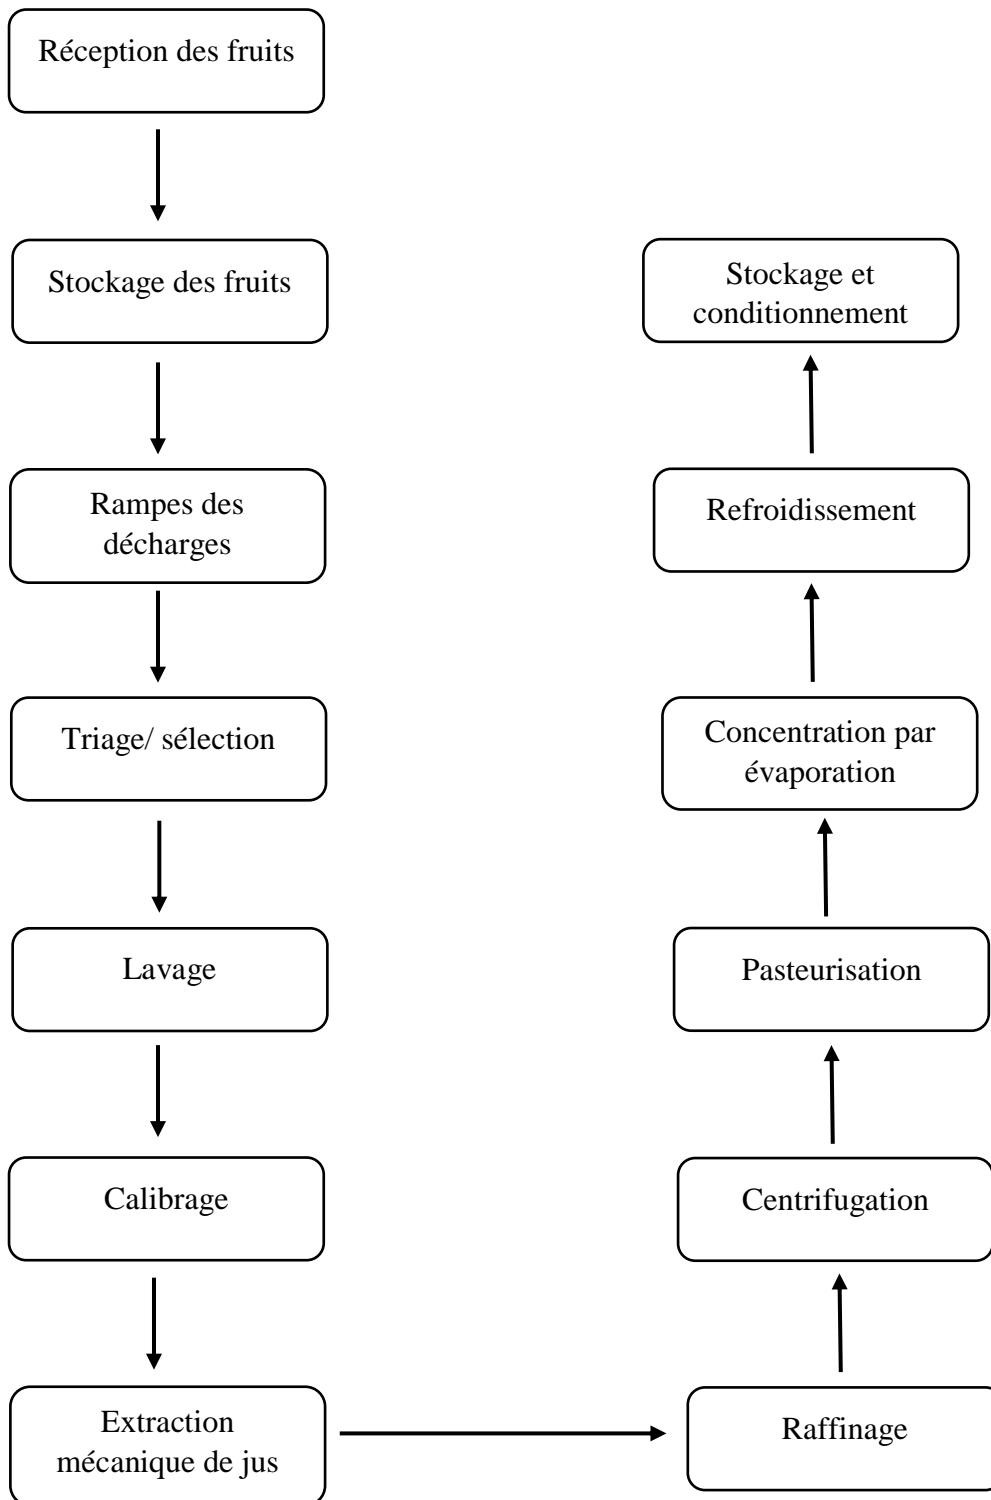 Réception des fruits
Stockage des fruits
Rampes des
décharges
Triage/ sélection
Lavage
Calibrage
Extraction
mécanique de jus
Raffinage
Centrifugation
Pasteurisation
Concentration par
évaporation
Refroidissement
Stockage et
conditionnement